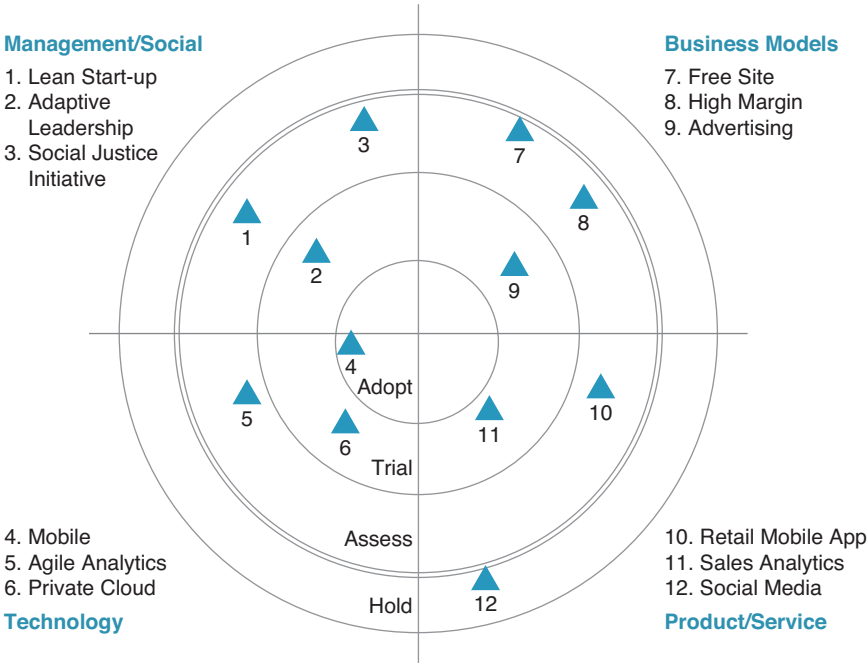 Management/Social
1. Lean Start-up
2. Adaptive
Leadership
3. Social Justice
Initiative
Business Models
7. Free Site
8. High Margin
9. Advertising
3
7
1
8
2
9
4
Adopt
5
10
6
11
Trial
Assess
Hold
12
4. Mobile
5. Agile Analytics
6. Private Cloud
Technology
10. Retail Mobile App
11. Sales Analytics
12. Social Media
Product/Service